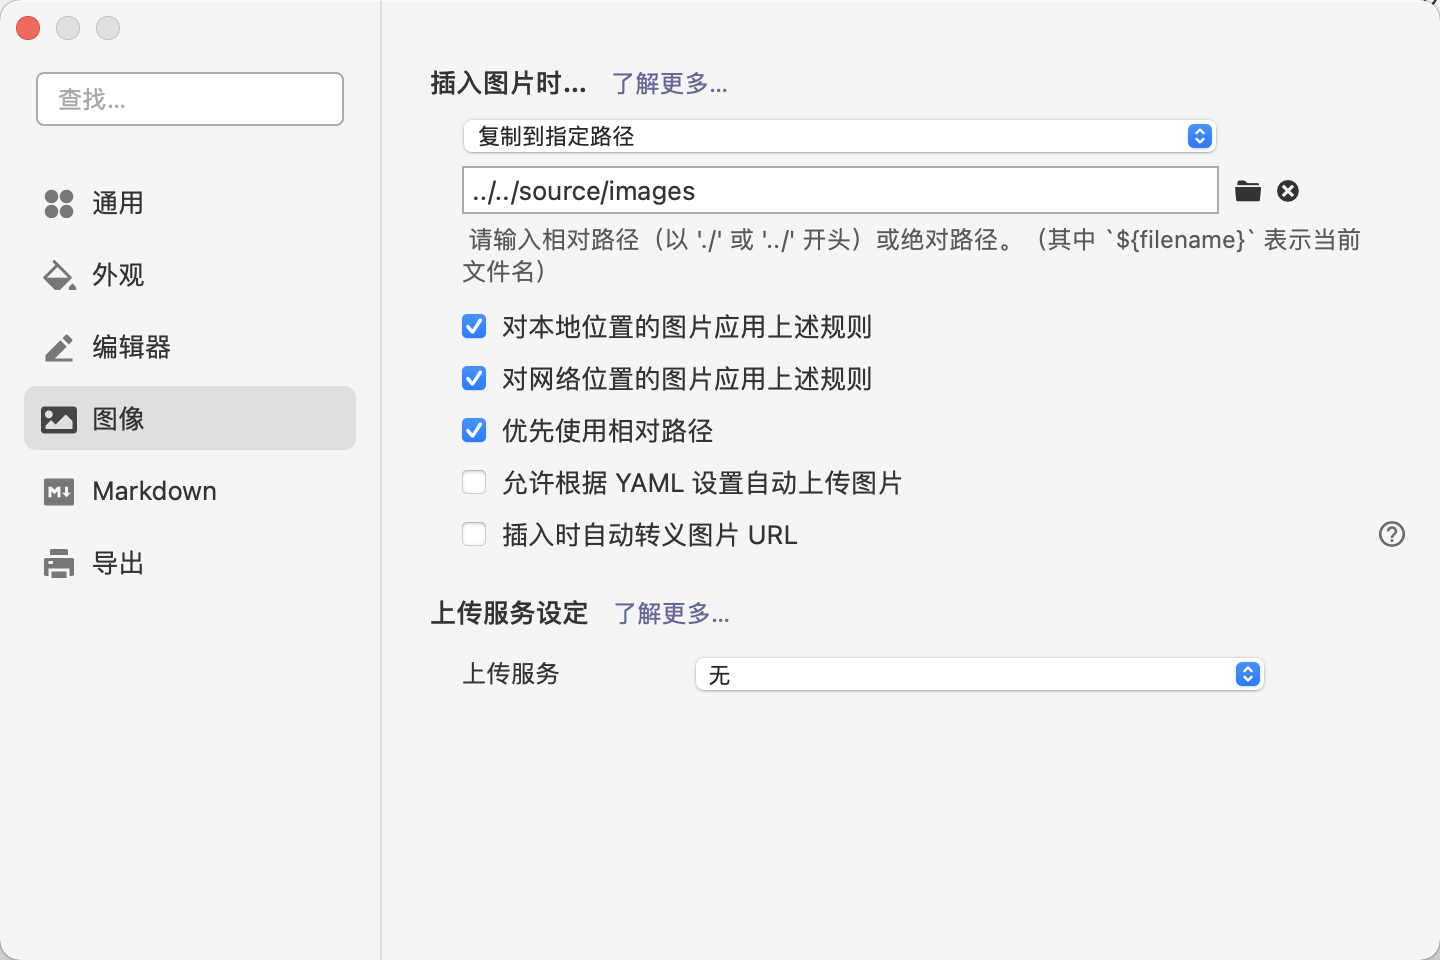 查找...
通用
外观
编辑器
图像
Markdown
导出
插入图片时... 了解更多...
复制到指定路径
../../source/images
请输入相对路径（以 './' 或 '../' 开头）或绝对路径。（其中 `${filename}` 表示当前
文件名）
对本地位置的图片应用上述规则
对网络位置的图片应用上述规则
优先使用相对路径
允许根据 YAML 设置自动上传图片
插入时自动转义图片 URL
上传服务设定 了解更多...
上传服务 无